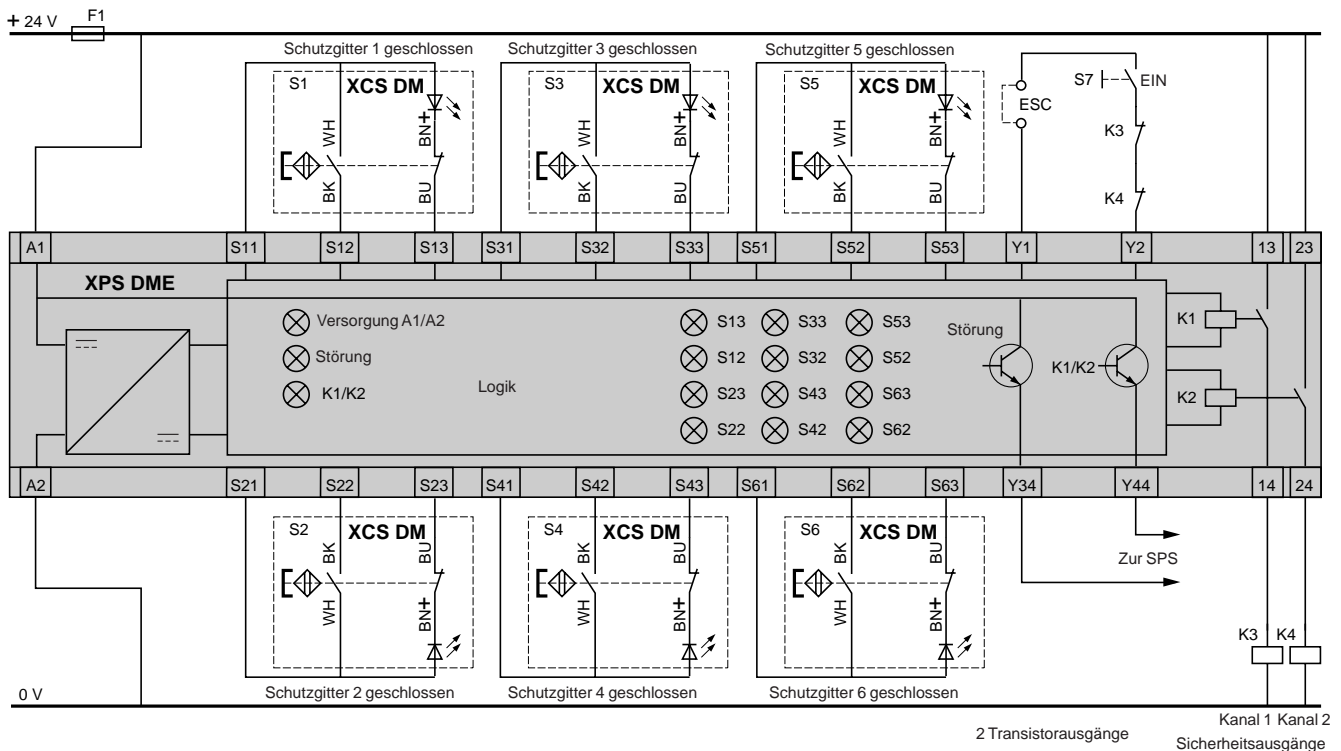 + 24 V F1
Schutzgitter 1 geschlossen Schutzgitter 3 geschlossen Schutzgitter 5 geschlossen
S1 XCS DM S3 XCS DM S5 XCS DM S7 EIN
ESC
WH BN+ WH BN+ WH BN+ K3
BK BU BK BU BK BU K4
A1 S11 S12 S13 S31 S32 S33 S51 S52 S53 Y1 Y2 13 23
XPS DME
Versorgung A1/A2 S13 S33 S53 Störung K1
Störung S12 S32 S52 K1/K2
K1/K2 Logik S23 S43 S63 K2
S22 S42 S62
A2 S21 S22 S23 S41 S42 S43 S61 S62 S63 Y34 Y44 14 24
S2 XCS DM S4 XCS DM S6 XCS DM
BK BU BK BU BK BU Zur SPS
WH BN+ WH BN+ WH BN+
K3 K4
0 V Schutzgitter 2 geschlossen Schutzgitter 4 geschlossen Schutzgitter 6 geschlossen
Kanal 1 Kanal 2
2 Transistorausgänge Sicherheitsausgänge